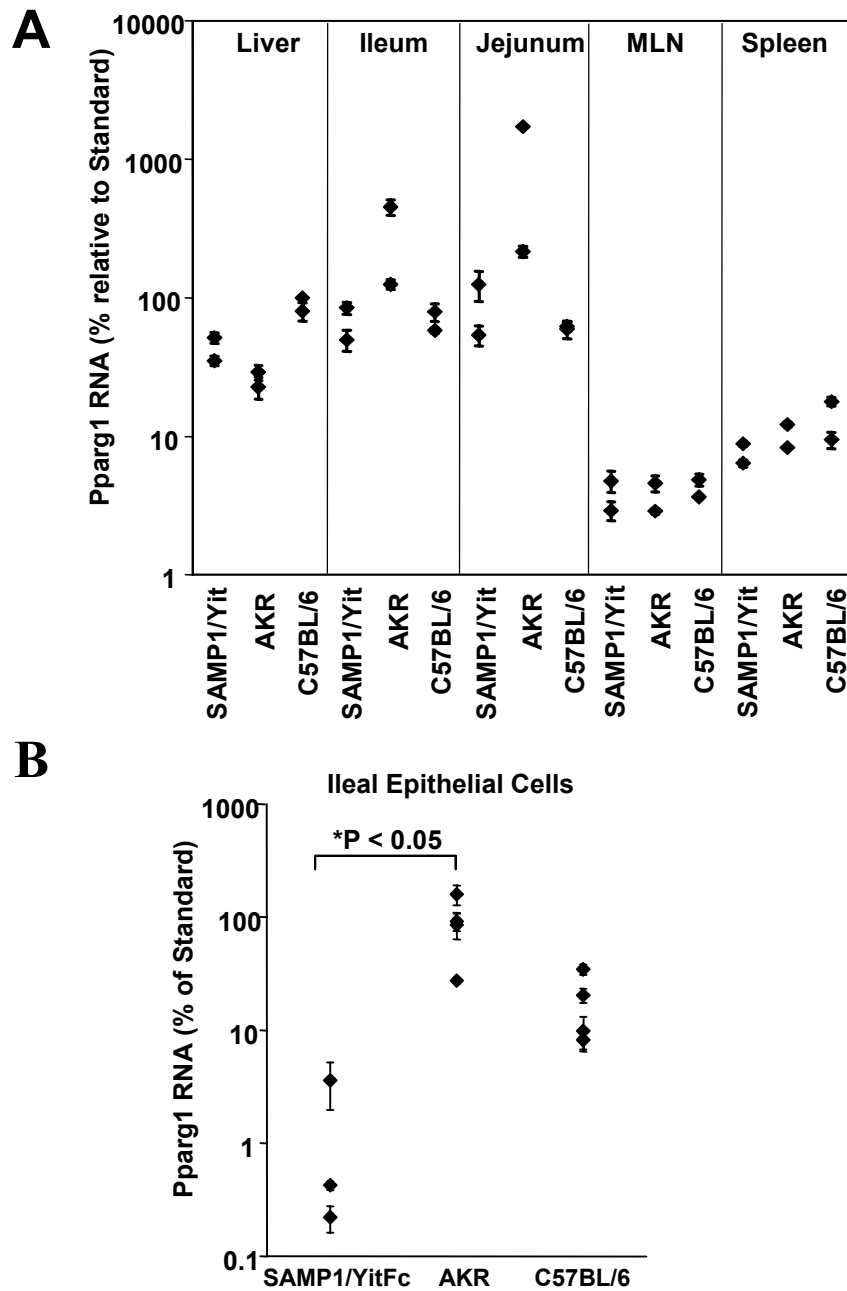 A
Pparg1 RNA (% relative to Standard)
10000
1000
100
10
1
Liver
Ileum
Jejunum
MLN
Spleen
SAMP1/Yit
AKR
C57BL/6
SAMP1/Yit
AKR
C57BL/6
SAMP1/Yit
AKR
C57BL/6
SAMP1/Yit
AKR
C57BL/6
SAMP1/Yit
AKR
C57BL/6
B
Ileal Epithelial Cells
Pparg1 RNA (% of Standard)
1000
100
10
1
0.1
*P < 0.05
SAMP1/YitFc
AKR
C57BL/6